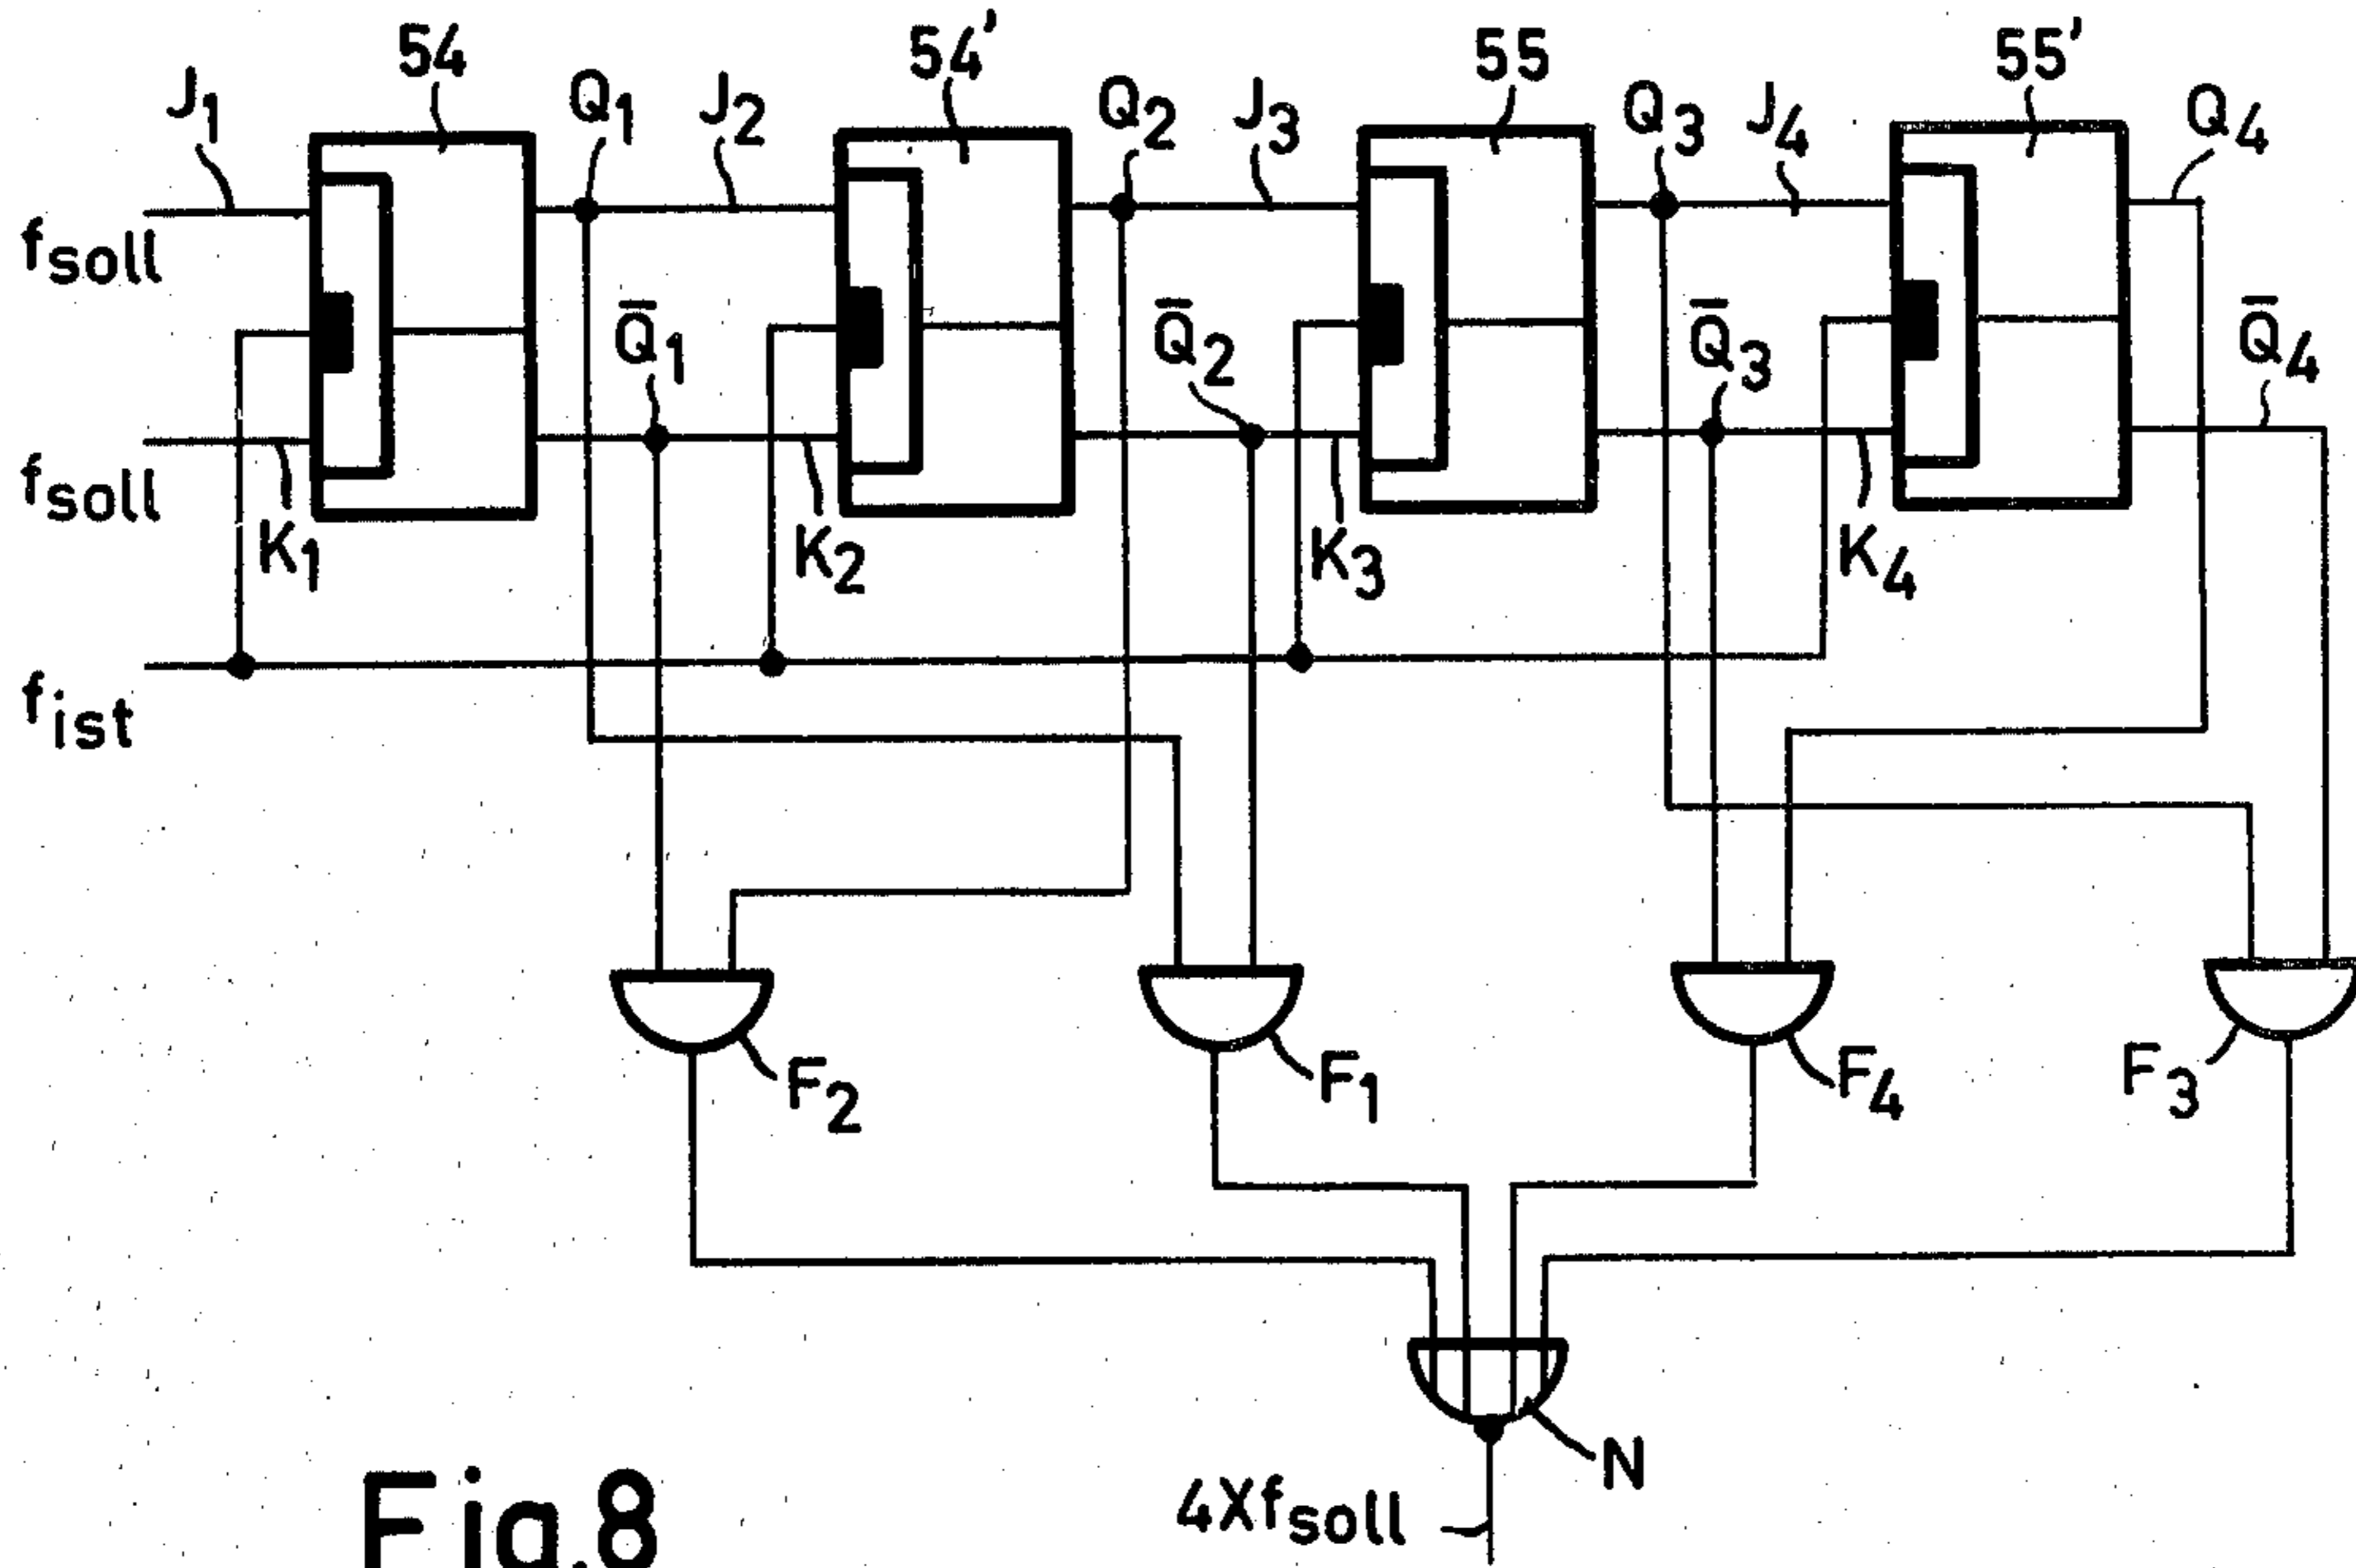 54
54'
55
55'
J1
Q1
J2
Q2
J3
Q3
J4
Q4
fsoll
Q̅1
Q̅2
Q̅3
Q̅4
fsoll
K1
K2
K3
K4
fist
F2
F1
F4
F3
N
4Xfsoll
Fig.8